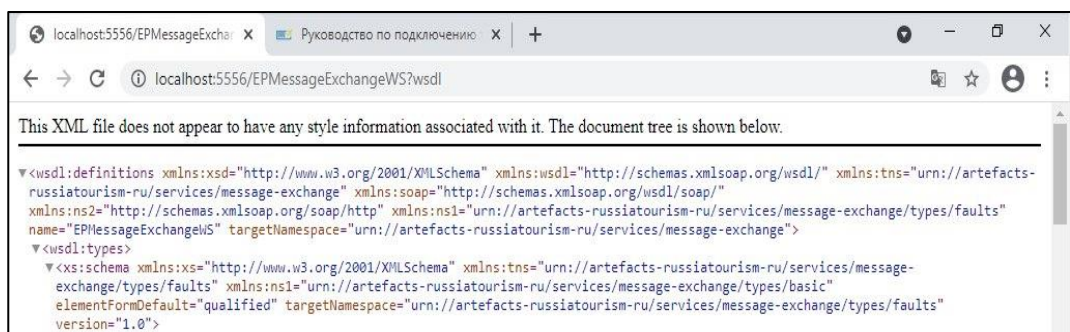 localhost:5556/EPMessageExchan
Руководство по подключению
localhost:5556/EPMessageExchangeWS?wsdl
This XML file does not appear to have any style information associated with it. The document tree is shown below.
▼<wsdl:definitions xmlns:xsd="http://www.w3.org/2001/XMLSchema" xmlns:wsdl="http://schemas.xmlsoap.org/wsdl/" xmlns:tns="urn://artefacts-
russiatourism-ru/services/message-exchange" xmlns:soap="http://schemas.xmlsoap.org/wsdl/soap/"
xmlns:ns2="http://schemas.xmlsoap.org/soap/http" xmlns:ns1="urn://artefacts-russiatourism-ru/services/message-exchange/types/faults"
name="EPMessageExchangeWS" targetNamespace="urn://artefacts-russiatourism-ru/services/message-exchange">
▼<wsdl:types>
▼<xs:schema xmlns:xs="http://www.w3.org/2001/XMLSchema" xmlns:tns="urn://artefacts-russiatourism-ru/services/message-
exchange/types/faults" xmlns:ns1="urn://artefacts-russiatourism-ru/services/message-exchange/types/basic"
elementFormDefault="qualified" targetNamespace="urn://artefacts-russiatourism-ru/services/message-exchange/types/faults"
version="1.0">